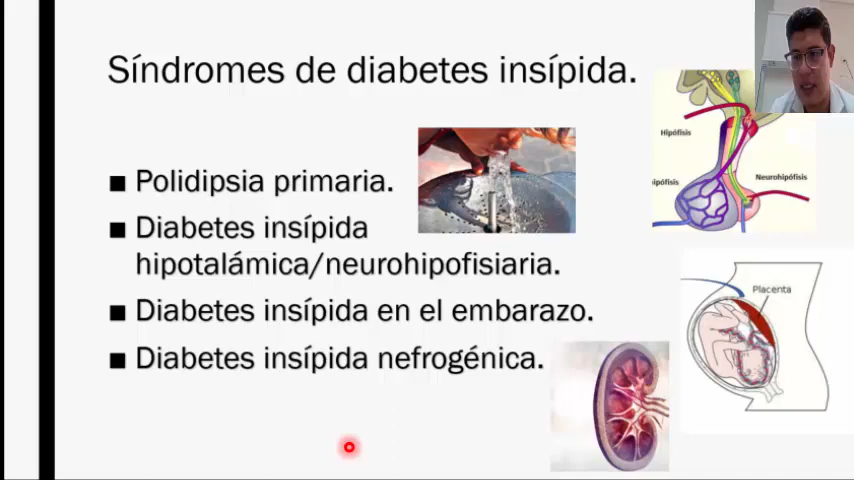 Síndromes de diabetes insípida.
■ Polidipsia primaria.
■ Diabetes insípida
hipotalámica/neurohipofisiaria.
■ Diabetes insípida en el embarazo.
■ Diabetes insípida nefrogénica.
Hipófisis
ipófisis
Neurohipófisis
Placenta